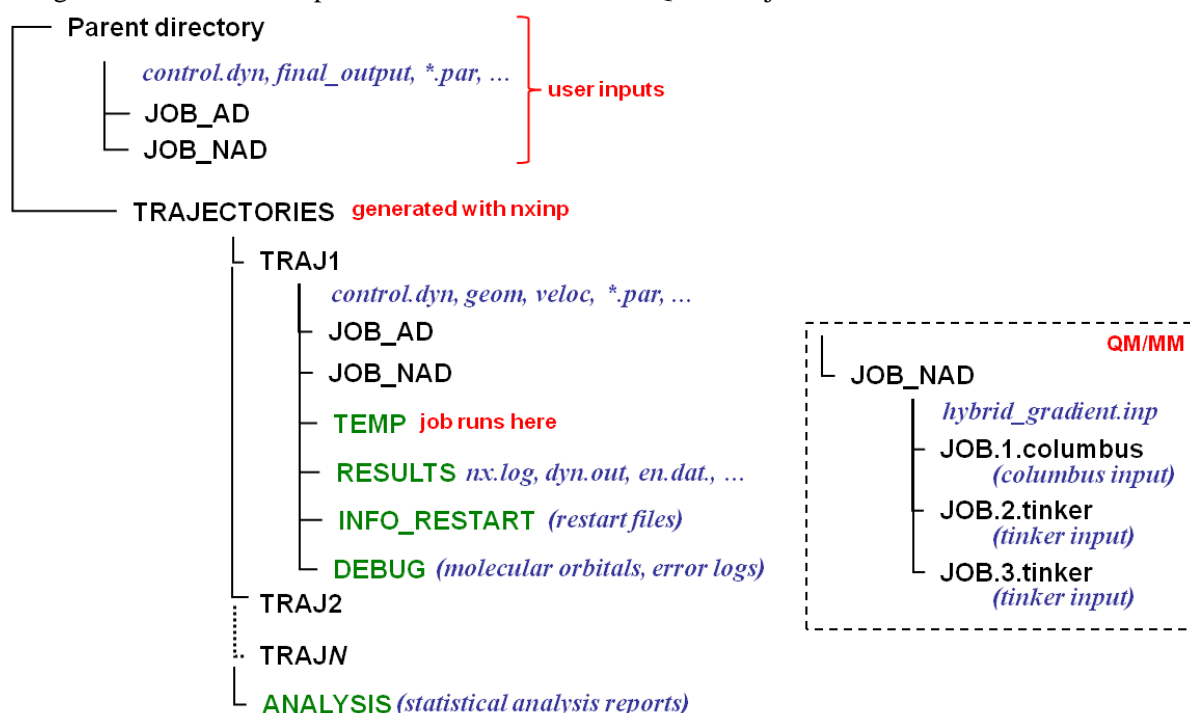 Parent directory
control.dyn, final_output, *.par, ...
user inputs
JOB_AD
JOB_NAD
TRAJECTORIES generated with nxinp
TRAJ1
control.dyn, geom, veloc, *.par, ...
JOB_AD
JOB_NAD
TEMP job runs here
RESULTS nx.log, dyn.out, en.dat., ...
INFO_RESTART (restart files)
DEBUG (molecular orbitals, error logs)
TRAJ2
TRAJN
ANALYSIS (statistical analysis reports)
QM/MM
JOB_NAD
hybrid_gradient.inp
JOB.1.columbus
(columbus input)
JOB.2.tinker
(tinker input)
JOB.3.tinker
(tinker input)